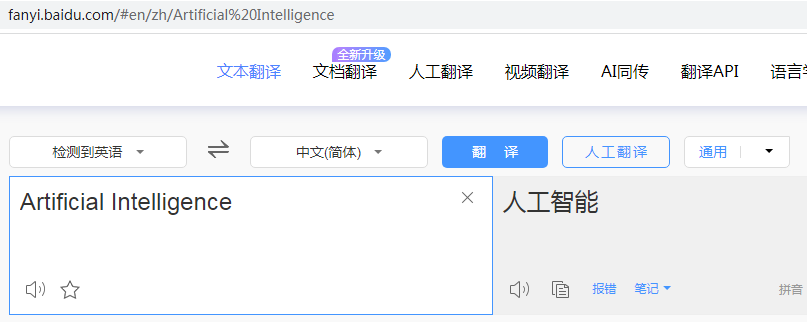 fanyi.baidu.com/#en/zh/Artificial%20Intelligence
全新升级
文本翻译 文档翻译 人工翻译 视频翻译 AI同传 翻译API 语言学
检测到英语 中文(简体) 翻 译 人工翻译 通用
Artificial Intelligence 人工智能
报错 笔记 拼音